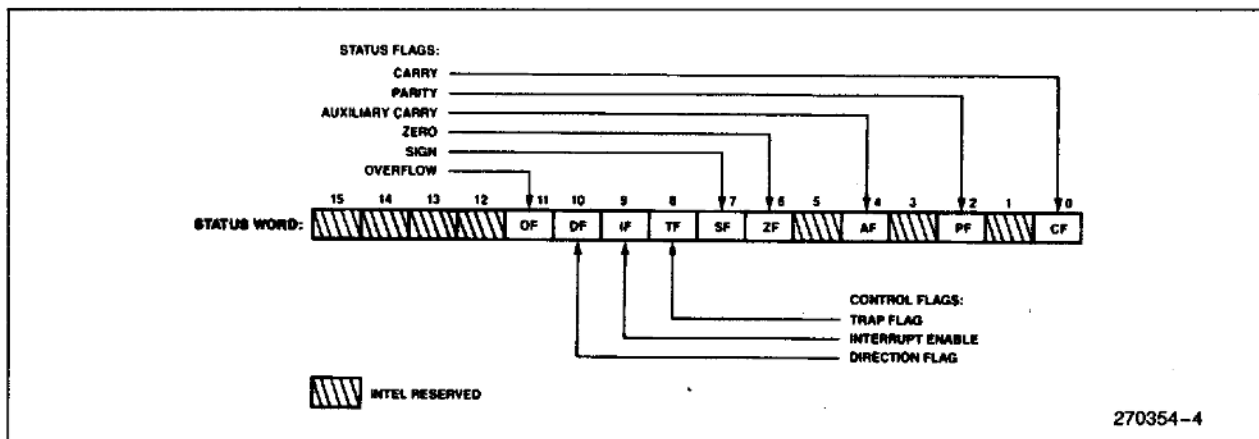 STATUS FLAGS:
CARRY
PARITY
AUXILIARY CARRY
ZERO
SIGN
OVERFLOW
15 14 13 12 11 10 9 8 7 6 5 4 3 2 1 0
STATUS WORD: OF DF IF TF SF ZF AF PF CF
CONTROL FLAGS:
TRAP FLAG
INTERRUPT ENABLE
DIRECTION FLAG
INTEL RESERVED
270354-4